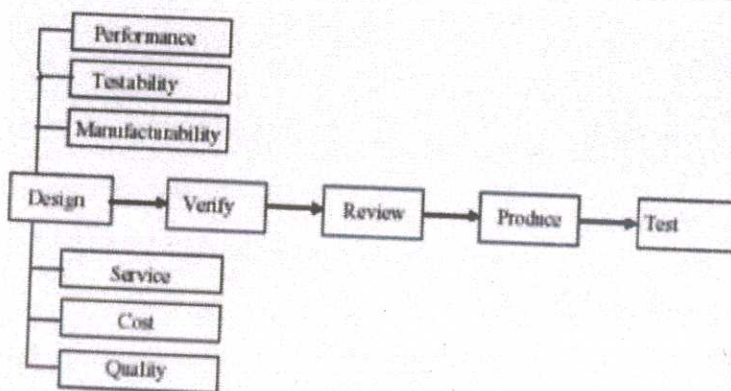 Performance
Testability
Manufacturability
Design
Verify
Review
Produce
Test
Service
Cost
Quality